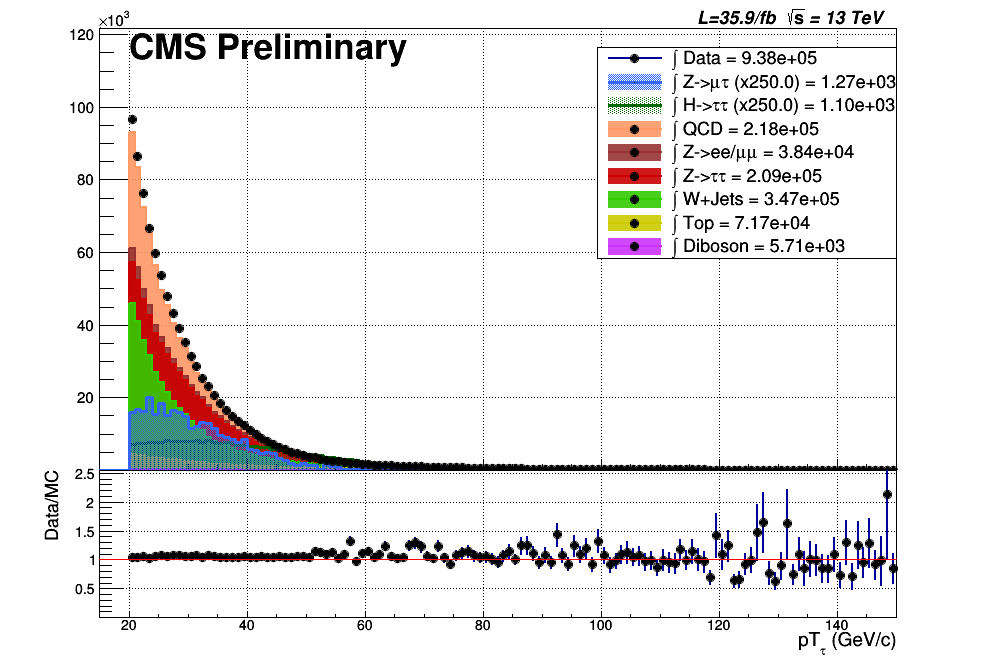 ×10³
L=35.9/fb √s = 13 TeV
CMS Preliminary
120
100
80
60
40
20
∫ Data = 9.38e+05
∫ Z->μτ (x250.0) = 1.27e+03
∫ H->ττ (x250.0) = 1.10e+03
∫ QCD = 2.18e+05
∫ Z->ee/μμ = 3.84e+04
∫ Z->ττ = 2.09e+05
∫ W+Jets = 3.47e+05
∫ Top = 7.17e+04
∫ Diboson = 5.71e+03
Data/MC
2.5
2
1.5
1
0.5
20 40 60 80 100 120 140
pT_τ (GeV/c)